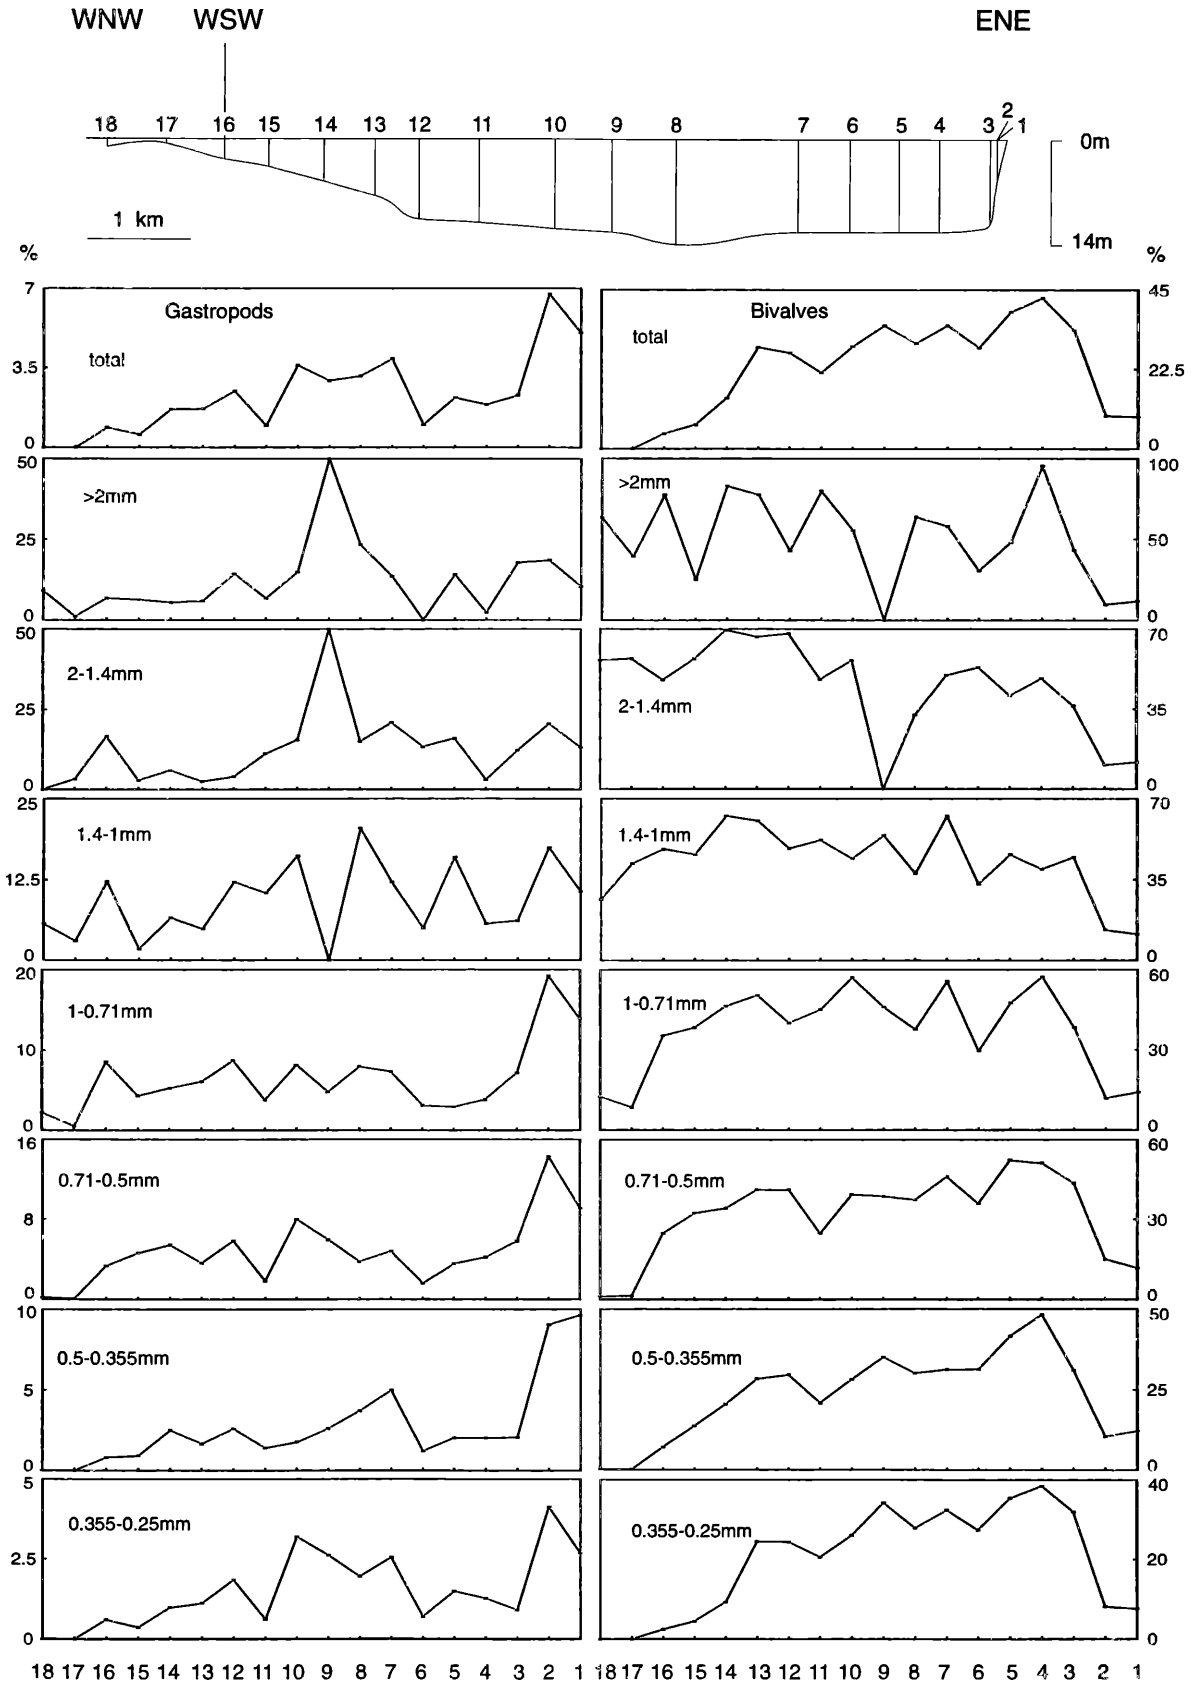 WNW WSW ENE
18 17 16 15 14 13 12 11 10 9 8 7 6 5 4 3 2 1
0m
1 km
14m
% %
7 Gastropods Bivalves 45
total total
3.5 22.5
0 0
50 >2mm >2mm 100
25 50
0 0
50 2-1.4mm 2-1.4mm 70
25 35
0 0
25 1.4-1mm 1.4-1mm 70
12.5 35
0 0
20 1-0.71mm 1-0.71mm 60
10 30
0 0
16 0.71-0.5mm 0.71-0.5mm 60
8 30
0 0
10 0.5-0.355mm 0.5-0.355mm 50
5 25
0 0
5 0.355-0.25mm 0.355-0.25mm 40
2.5 20
0 0
18 17 16 15 14 13 12 11 10 9 8 7 6 5 4 3 2 1 18 17 16 15 14 13 12 11 10 9 8 7 6 5 4 3 2 1